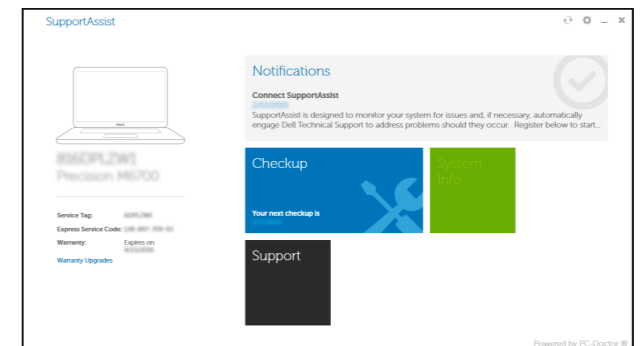 SupportAssist
Notifications
Connect SupportAssist
SupportAssist is designed to monitor your system for issues and, if necessary, automatically
engage Dell Technical Support to address problems should they occur. Register below to start...
Precision M6700
Checkup
System
Info
Your next checkup is
Service Tag:
Express Service Code:
Warranty: Expires on
Warranty Upgrades
Support
Powered by PC-Doctor ®